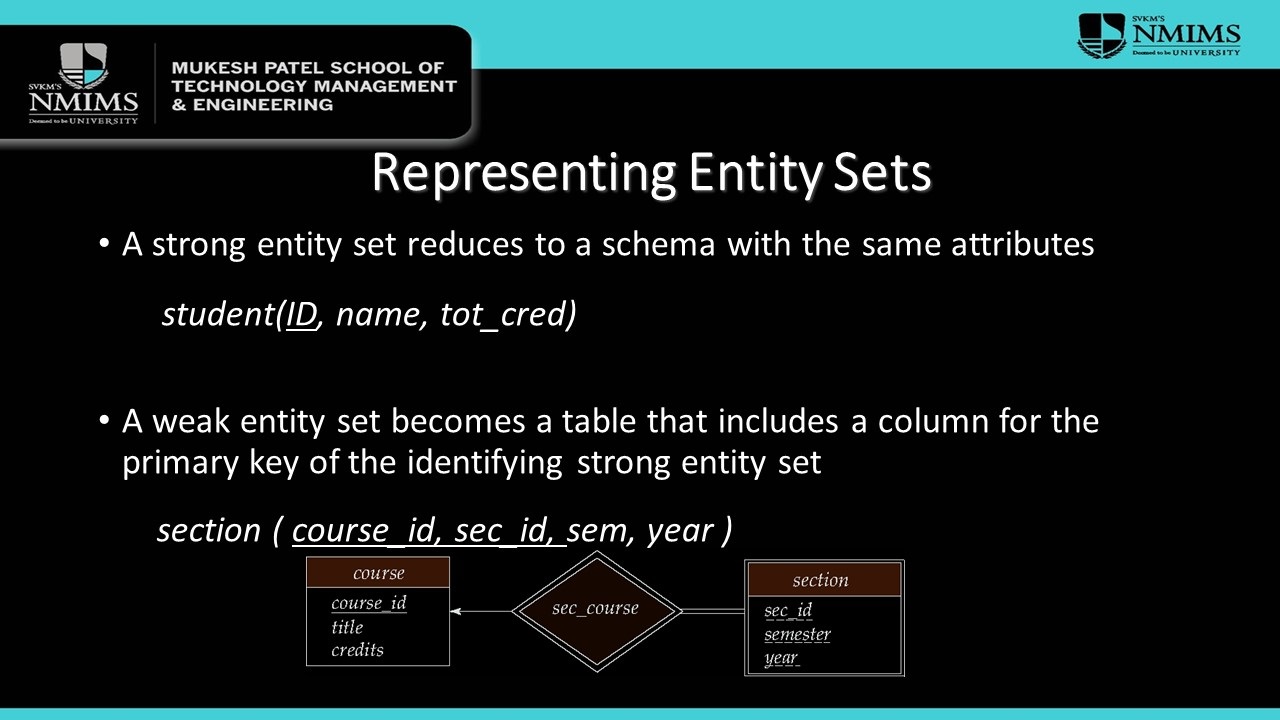 SVKM'S
NMIMS
Deemed to be UNIVERSITY
MUKESH PATEL SCHOOL OF
TECHNOLOGY MANAGEMENT
& ENGINEERING
SVKM'S
NMIMS
Deemed to be UNIVERSITY
Representing Entity Sets
• A strong entity set reduces to a schema with the same attributes
student(ID, name, tot_cred)
• A weak entity set becomes a table that includes a column for the
primary key of the identifying strong entity set
section ( course_id, sec_id, sem, year )
course
course_id
title
credits
sec_course
section
sec_id
semester
year